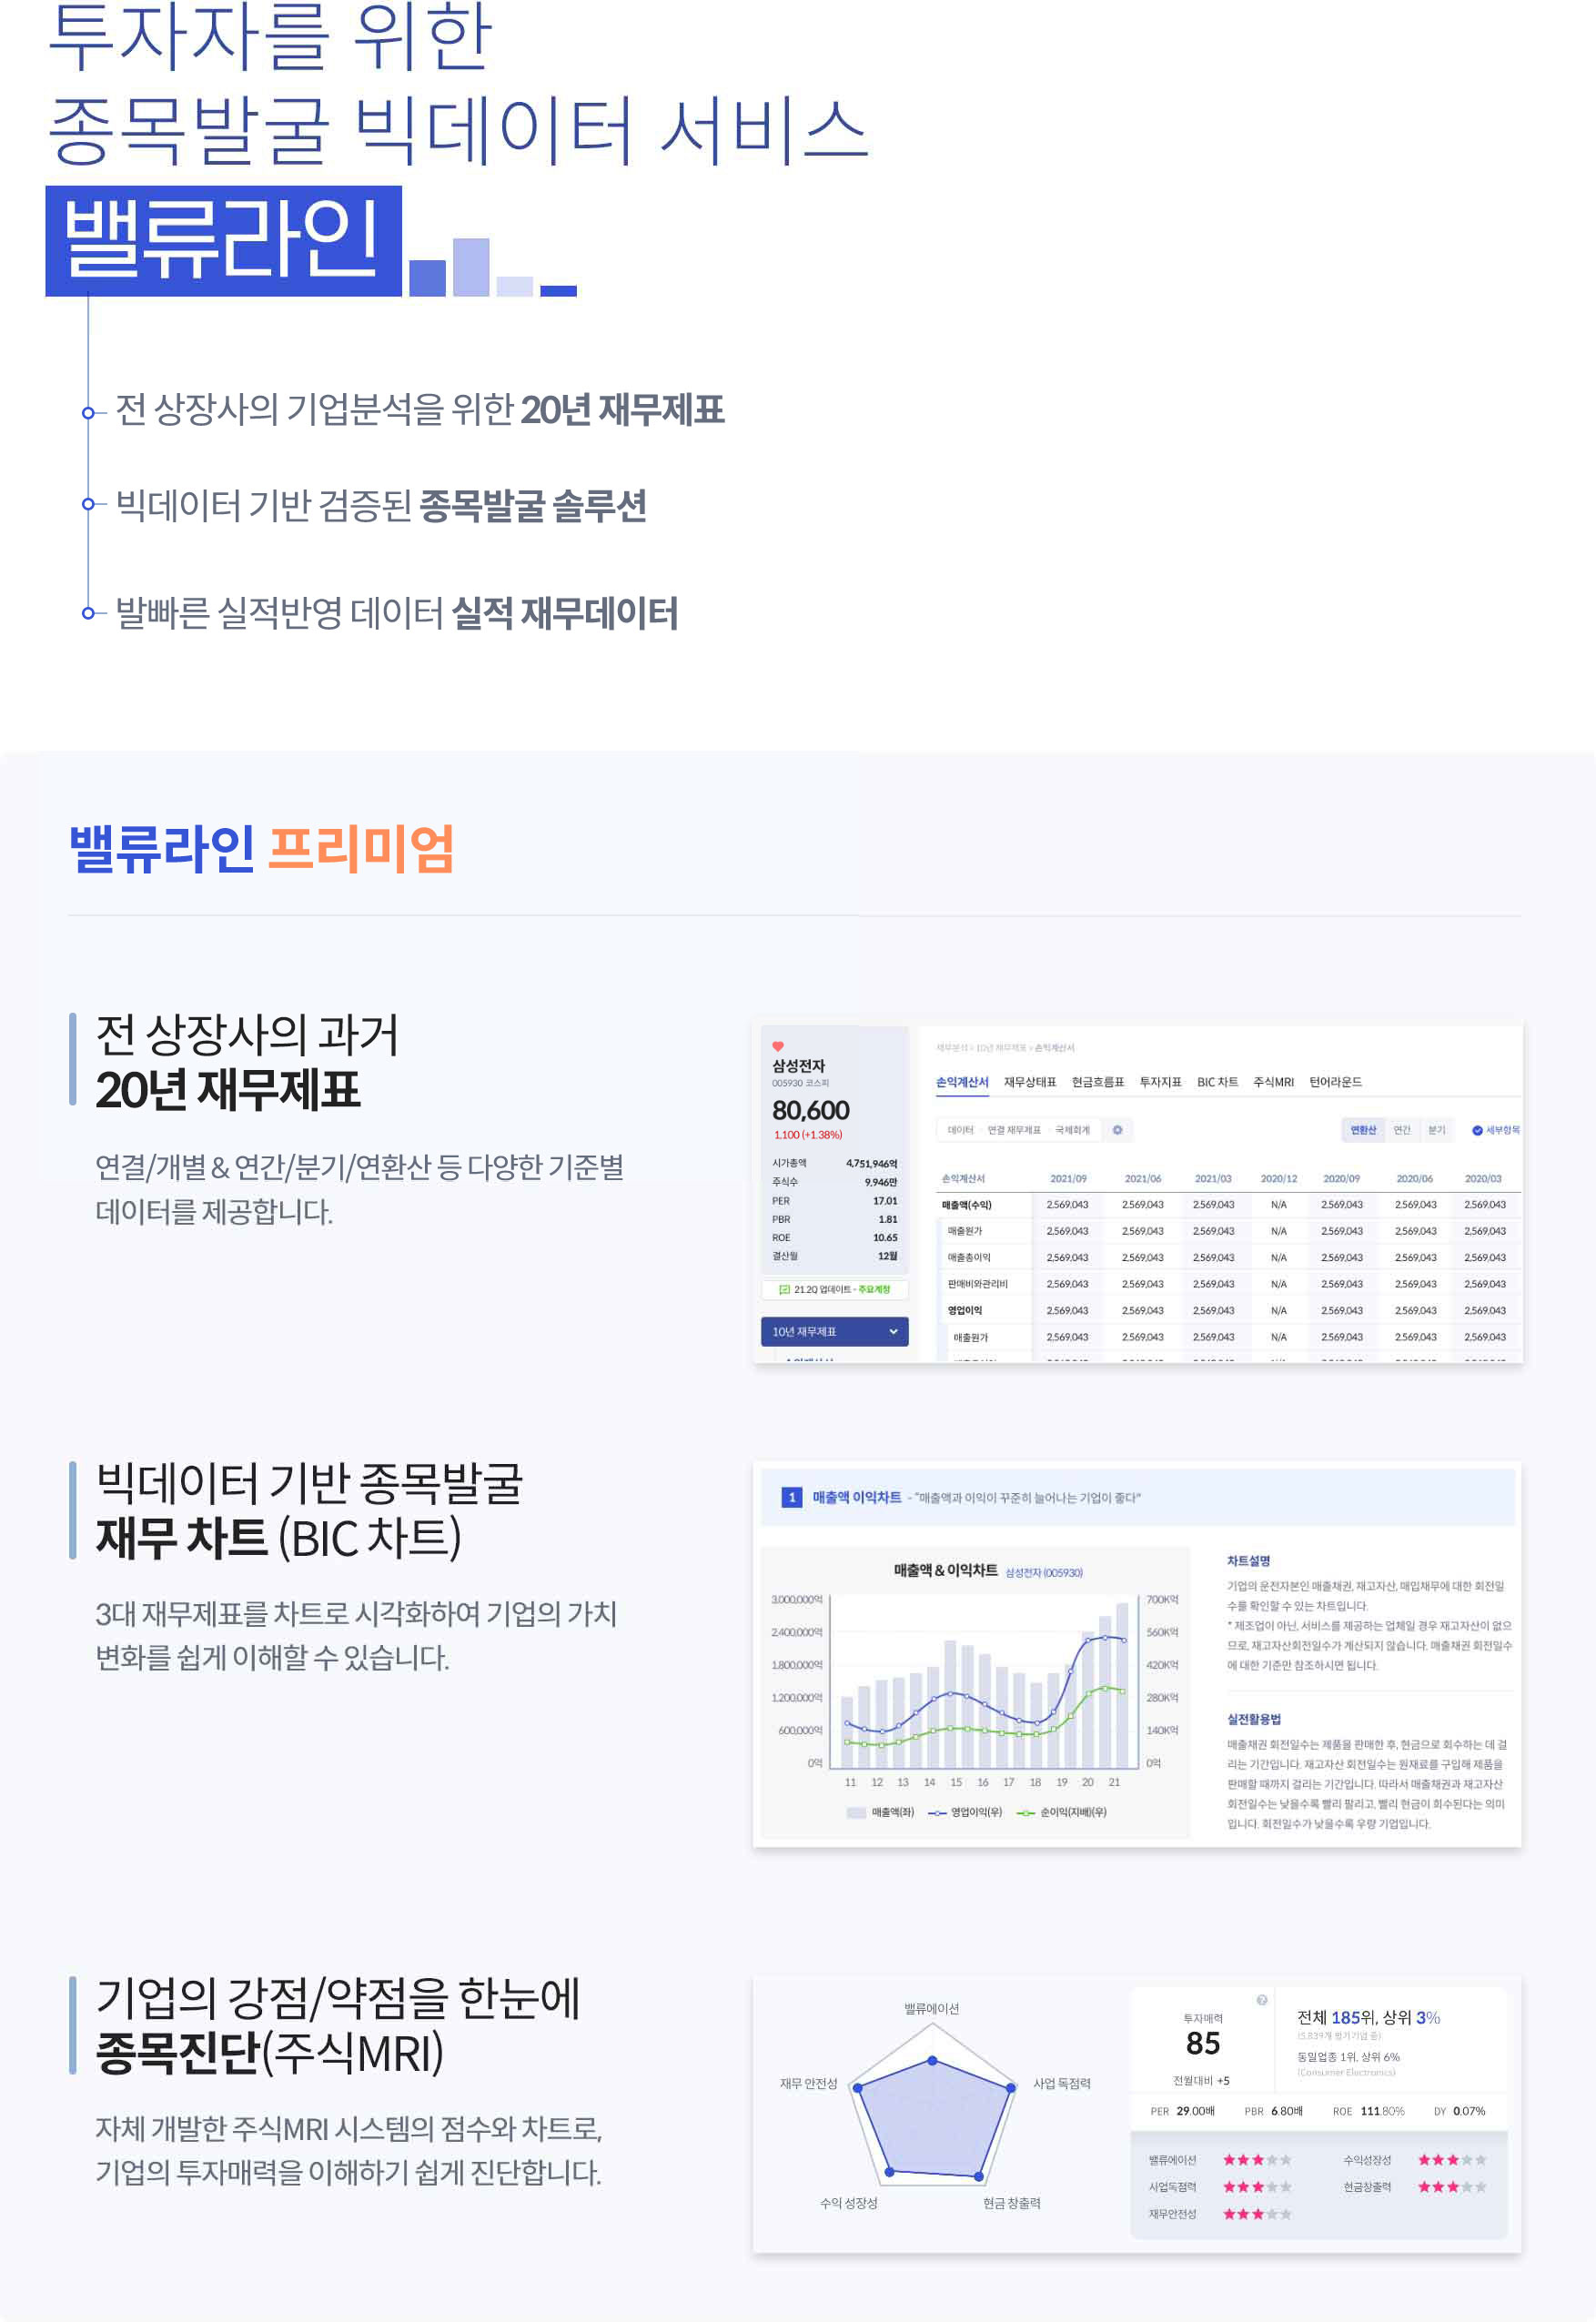 투자자를 위한
종목발굴 빅데이터 서비스
밸류라인
전 상장사의 기업분석을 위한 20년 재무제표
빅데이터 기반 검증된 종목발굴 솔루션
발빠른 실적반영 데이터 실적 재무데이터
밸류라인 프리미엄
전 상장사의 과거
20년 재무제표
연결/개별 & 연간/분기/연환산 등 다양한 기준별
데이터를 제공합니다.
삼성전자
005930 코스피
80,600
1,100 (+1.38%)
시가총액 4,751,946억
주식수 9,946만
PER 17.01
PBR 1.81
ROE 10.65
결산월 12월
21.2Q 업데이트 - 주요계정
10년 재무제표
재무분석 > 10년 재무제표 > 손익계산서
손익계산서 재무상태표 현금흐름표 투자지표 BIC 차트 주식MRI 턴어라운드
데이터 연결 재무제표 국제회계 연환산 연간 분기 세부항목
손익계산서 2021/09 2021/06 2021/03 2020/12 2020/09 2020/06 2020/03
매출액(수익) 2,569,043 2,569,043 2,569,043 N/A 2,569,043 2,569,043 2,569,043
매출원가 2,569,043 2,569,043 2,569,043 N/A 2,569,043 2,569,043 2,569,043
매출총이익 2,569,043 2,569,043 2,569,043 N/A 2,569,043 2,569,043 2,569,043
판매비와관리비 2,569,043 2,569,043 2,569,043 N/A 2,569,043 2,569,043 2,569,043
영업이익 2,569,043 2,569,043 2,569,043 N/A 2,569,043 2,569,043 2,569,043
매출원가 2,569,043 2,569,043 2,569,043 N/A 2,569,043 2,569,043 2,569,043
빅데이터 기반 종목발굴
재무 차트 (BIC 차트)
3대 재무제표를 차트로 시각화하여 기업의 가치
변화를 쉽게 이해할 수 있습니다.
1 매출액 이익차트 - “매출액과 이익이 꾸준히 늘어나는 기업이 좋다”
매출액 & 이익차트 삼성전자 (005930)
3,000,000억 700K억
2,400,000억 560K억
1,800,000억 420K억
1,200,000억 280K억
600,000억 140K억
0억 0억
11 12 13 14 15 16 17 18 19 20 21
매출액(좌) 영업이익(우) 순이익(지배)(우)
차트설명
기업의 운전자본인 매출채권, 재고자산, 매입채무에 대한 회전일
수를 확인할 수 있는 차트입니다.
* 제조업이 아닌, 서비스를 제공하는 업체일 경우 재고자산이 없으
므로, 재고자산회전일수가 계산되지 않습니다. 매출채권 회전일수
에 대한 기준만 참조하시면 됩니다.
실전활용법
매출채권 회전일수는 제품을 판매한 후, 현금으로 회수하는 데 걸
리는 기간입니다. 재고자산 회전일수는 원재료를 구입해 제품을
판매할 때까지 걸리는 기간입니다. 따라서 매출채권과 재고자산
회전일수는 낮을수록 빨리 팔리고, 빨리 현금이 회수된다는 의미
입니다. 회전일수가 낮을수록 우량 기업입니다.
기업의 강점/약점을 한눈에
종목진단(주식MRI)
자체 개발한 주식MRI 시스템의 점수와 차트로,
기업의 투자매력을 이해하기 쉽게 진단합니다.
밸류에이션
재무 안전성 사업 독점력
수익 성장성 현금 창출력
투자매력
85
전월대비 +5
전체 185위, 상위 3%
동일업종 1위, 상위 6%
(Consumer Electronics)
PER 29.00배 PBR 6.80배 ROE 111.80% DY 0.07%
밸류에이션 수익성장성
사업독점력 현금창출력
재무안전성